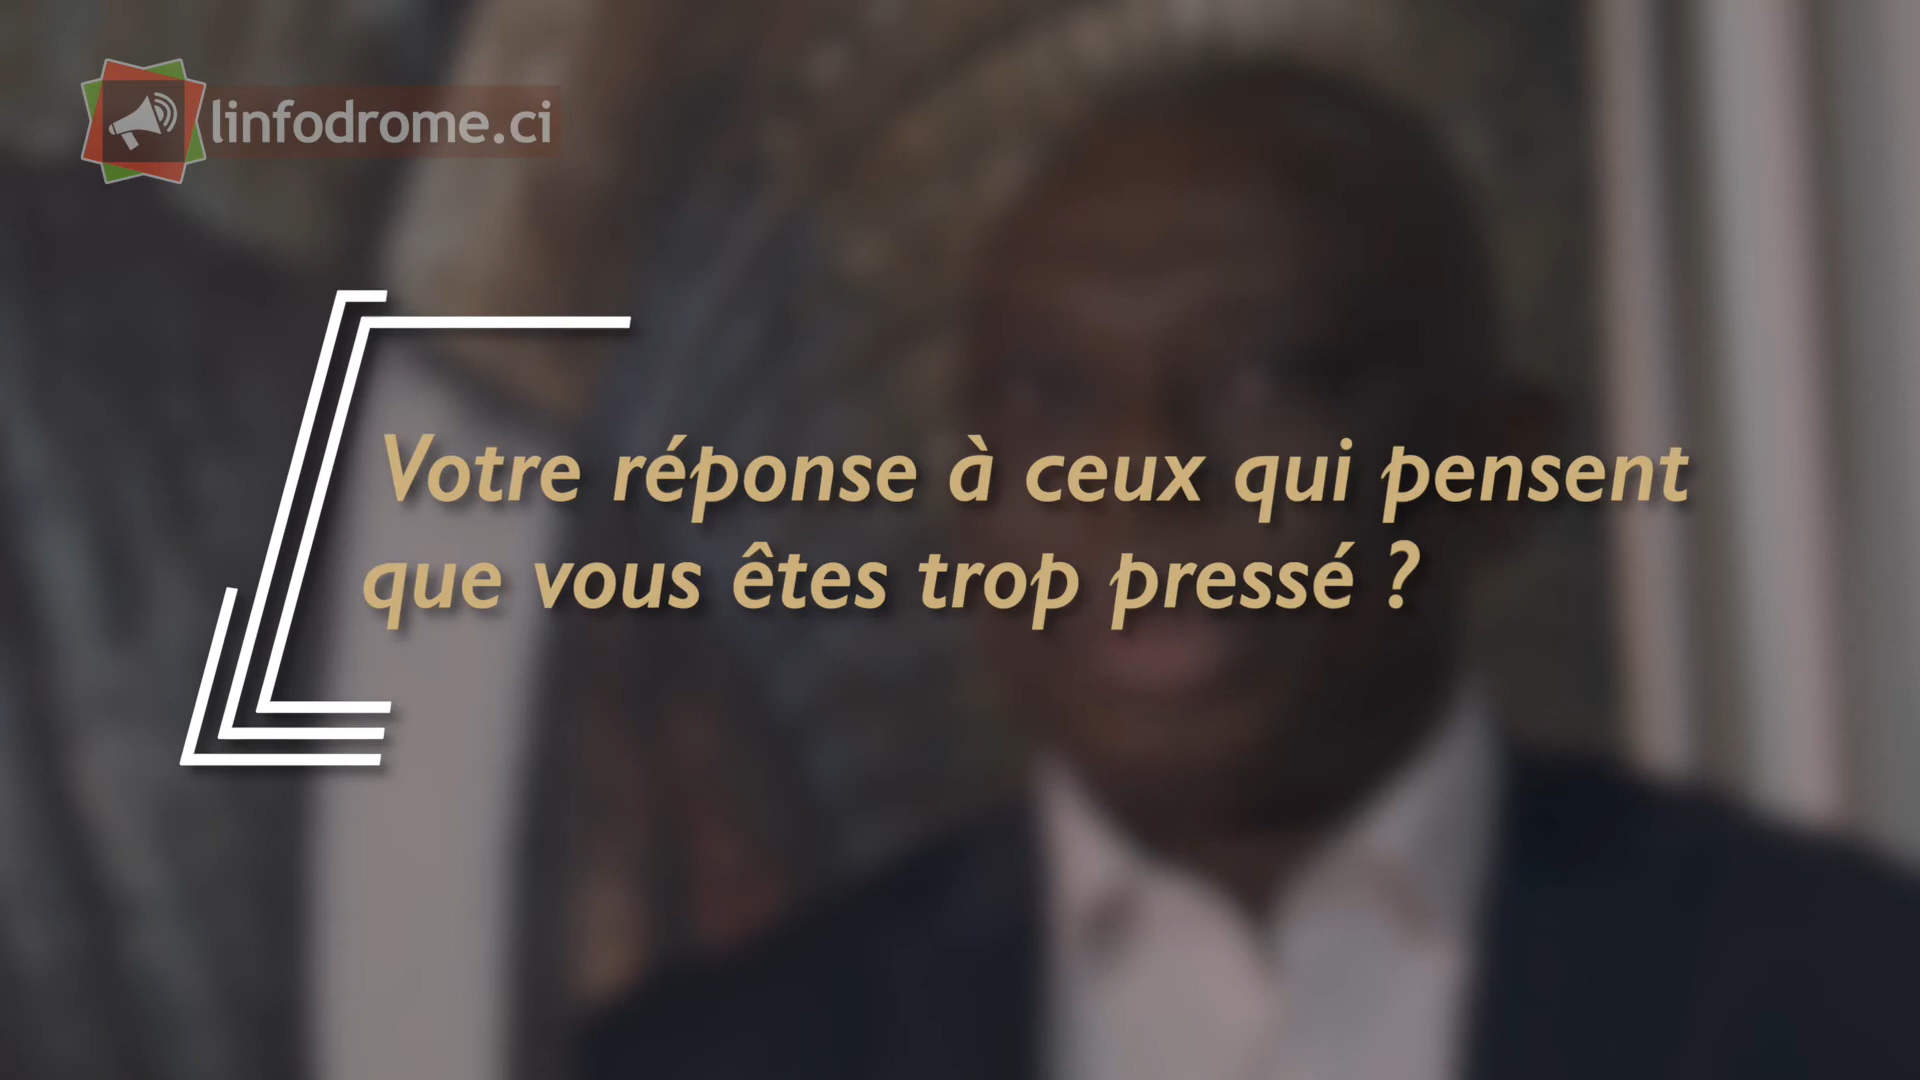 linfodrome.ci
Votre réponse à ceux qui pensent
que vous êtes trop pressé ?